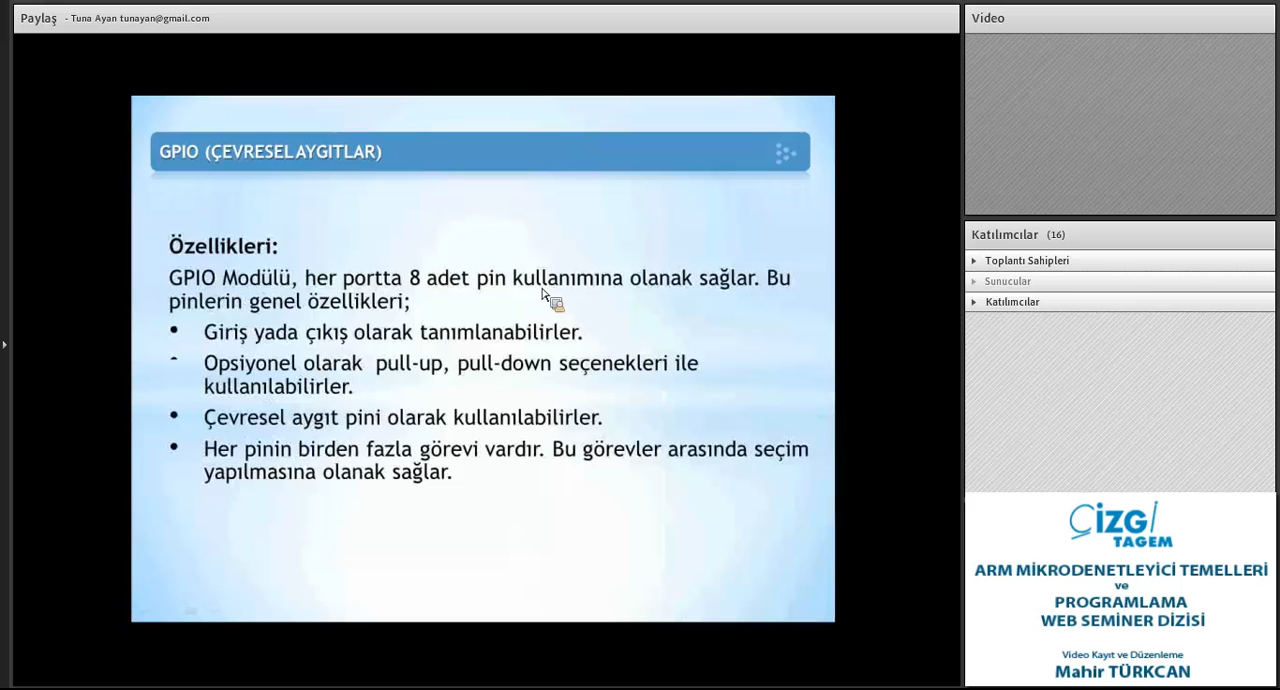 Paylaş - Tuna Ayan tunayan@gmail.com
GPIO (ÇEVRESEL AYGITLAR)
Özellikleri:
GPIO Modülü, her portta 8 adet pin kullanımına olanak sağlar. Bu
pinlerin genel özellikleri;
• Giriş yada çıkış olarak tanımlanabilirler.
Opsiyonel olarak pull-up, pull-down seçenekleri ile
kullanılabilirler.
• Çevresel aygıt pini olarak kullanılabilirler.
• Her pinin birden fazla görevi vardır. Bu görevler arasında seçim
yapılmasına olanak sağlar.
Video
Katılımcılar (16)
Toplantı Sahipleri
Sunucular
Katılımcılar
ÇİZGİ
TAGEM
ARM MİKRODENETLEYİCİ TEMELLERİ
ve
PROGRAMLAMA
WEB SEMİNER DİZİSİ
Video Kayıt ve Düzenleme
Mahir TÜRKCAN